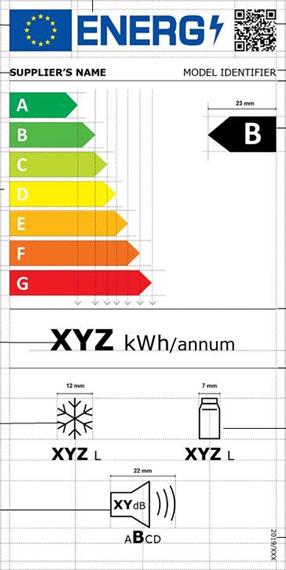 ENERG
SUPPLIER'S NAME MODEL IDENTIFIER
A
23 mm
B
B
C
D
E
F
G
XYZ kWh/annum
12 mm 7 mm
XYZ L XYZ L
22 mm
XYdB
ABCD
2019/XXX